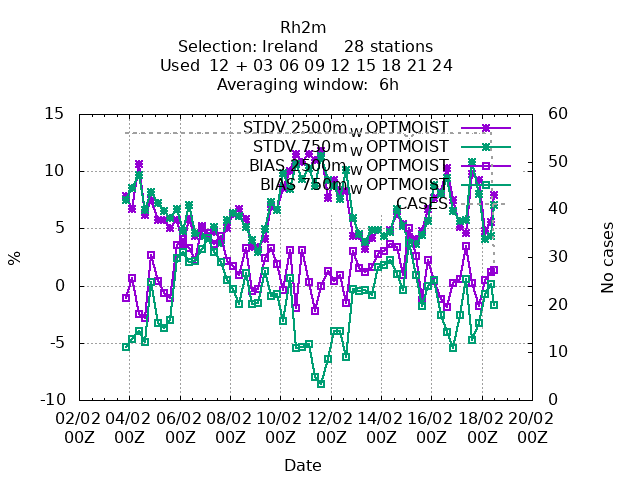 Rh2m
Selection: Ireland     28 stations
Used  12 + 03 06 09 12 15 18 21 24
Averaging window:  6h
15
10
5
0
-5
-10
%
60
50
40
30
20
10
0
No cases
STDV 2500m_W OPTMOIST
STDV 750m_W OPTMOIST
BIAS 2500m_W OPTMOIST
BIAS 750m_W OPTMOIST
CASES
02/02 04/02 06/02 08/02 10/02 12/02 14/02 16/02 18/02 20/02
00Z 00Z 00Z 00Z 00Z 00Z 00Z 00Z 00Z 00Z
Date